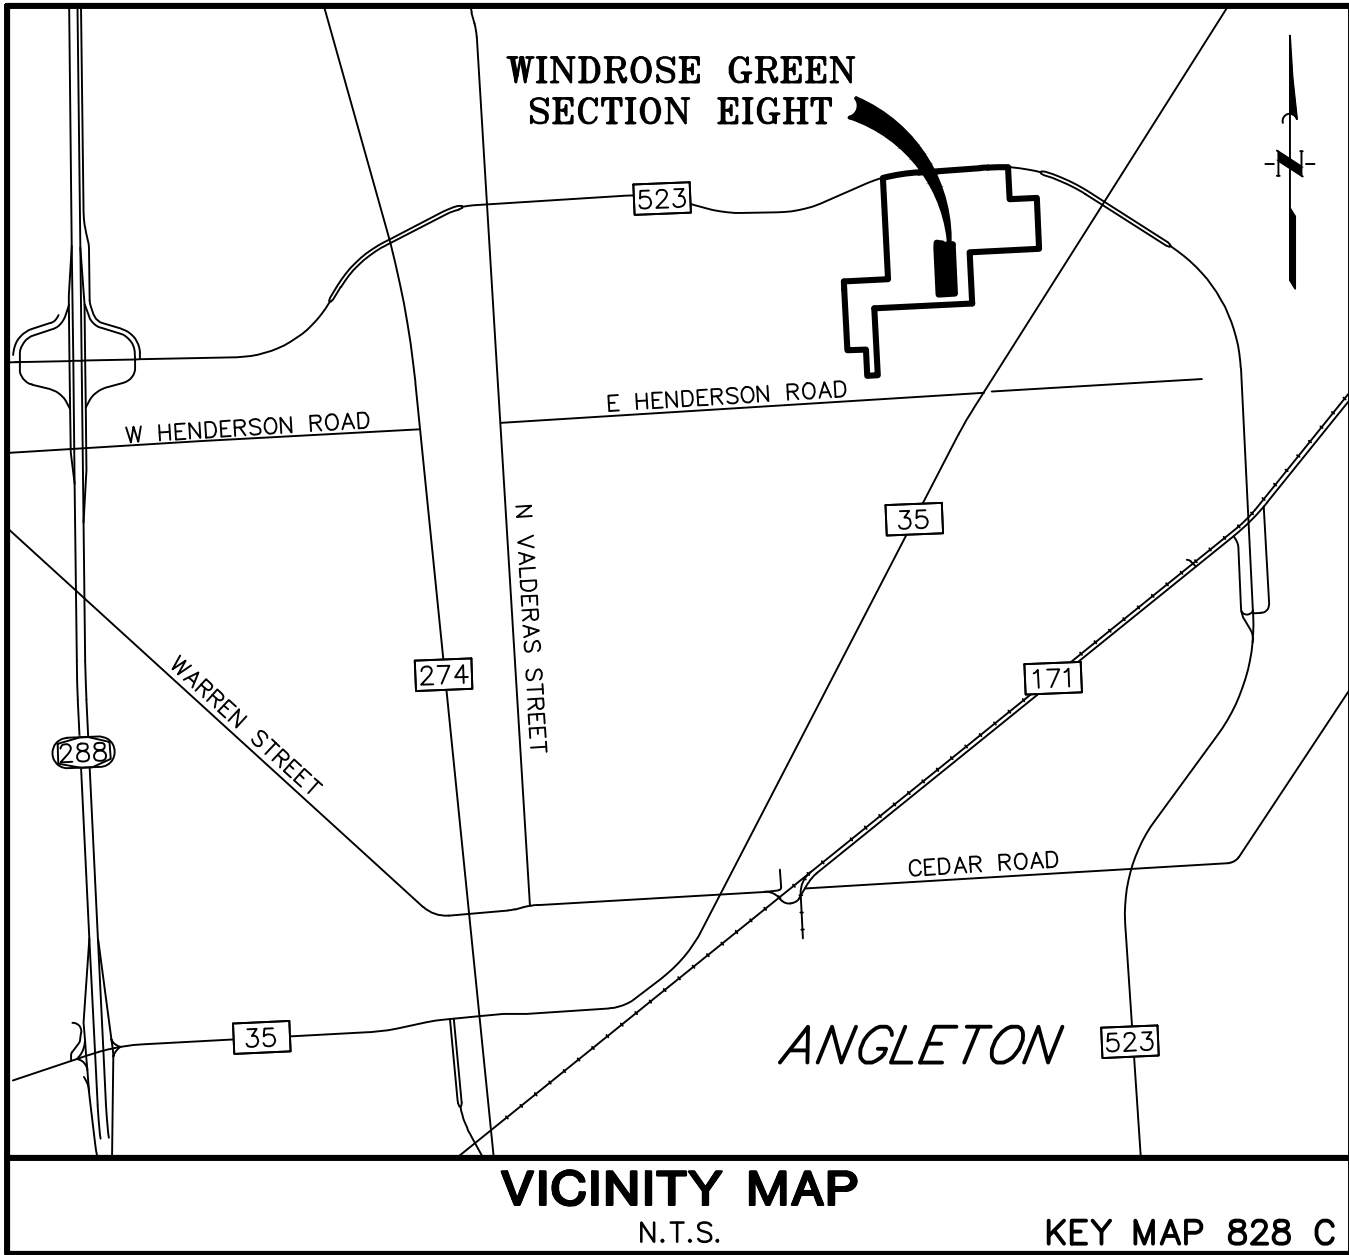 WINDROSE GREEN
SECTION EIGHT
N
523
E HENDERSON ROAD
W HENDERSON ROAD
35
N VALDERAS STREET
274
171
WARREN STREET
288
CEDAR ROAD
35
ANGLETON
523
VICINITY MAP
N.T.S.
KEY MAP 828 C